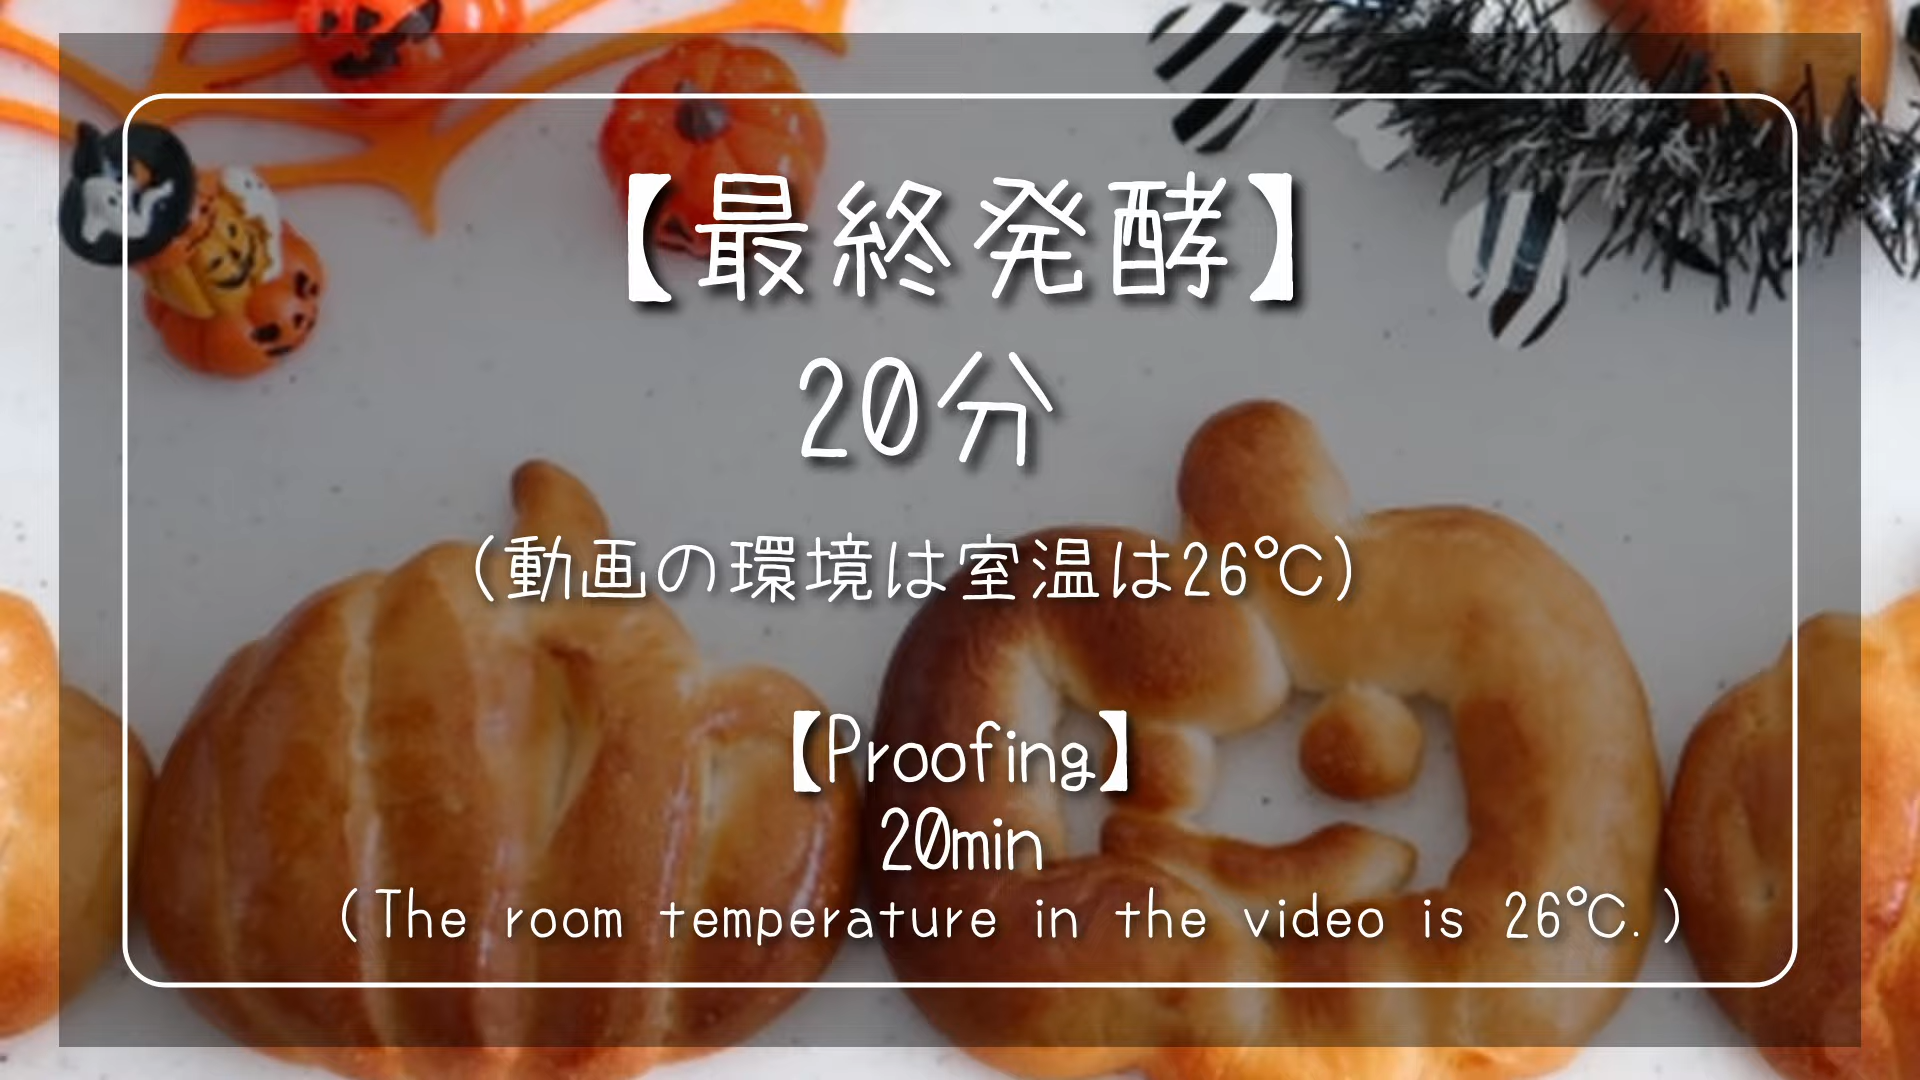 【最終発酵】
20分
(動画の環境は室温は26℃)
【Proofing】
20min
(The room temperature in the video is 26℃.)